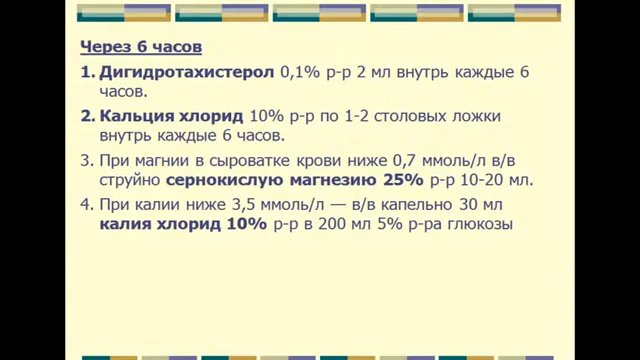 Через 6 часов
1. Дигидротахистерол 0,1% р-р 2 мл внутрь каждые 6
часов.
2. Кальция хлорид 10% р-р по 1-2 столовых ложки
внутрь каждые 6 часов.
3. При магнии в сыроватке крови ниже 0,7 ммоль/л в/в
струйно сернокислую магнезию 25% р-р 10-20 мл.
4. При калии ниже 3,5 ммоль/л — в/в капельно 30 мл
калия хлорид 10% р-р в 200 мл 5% р-ра глюкозы